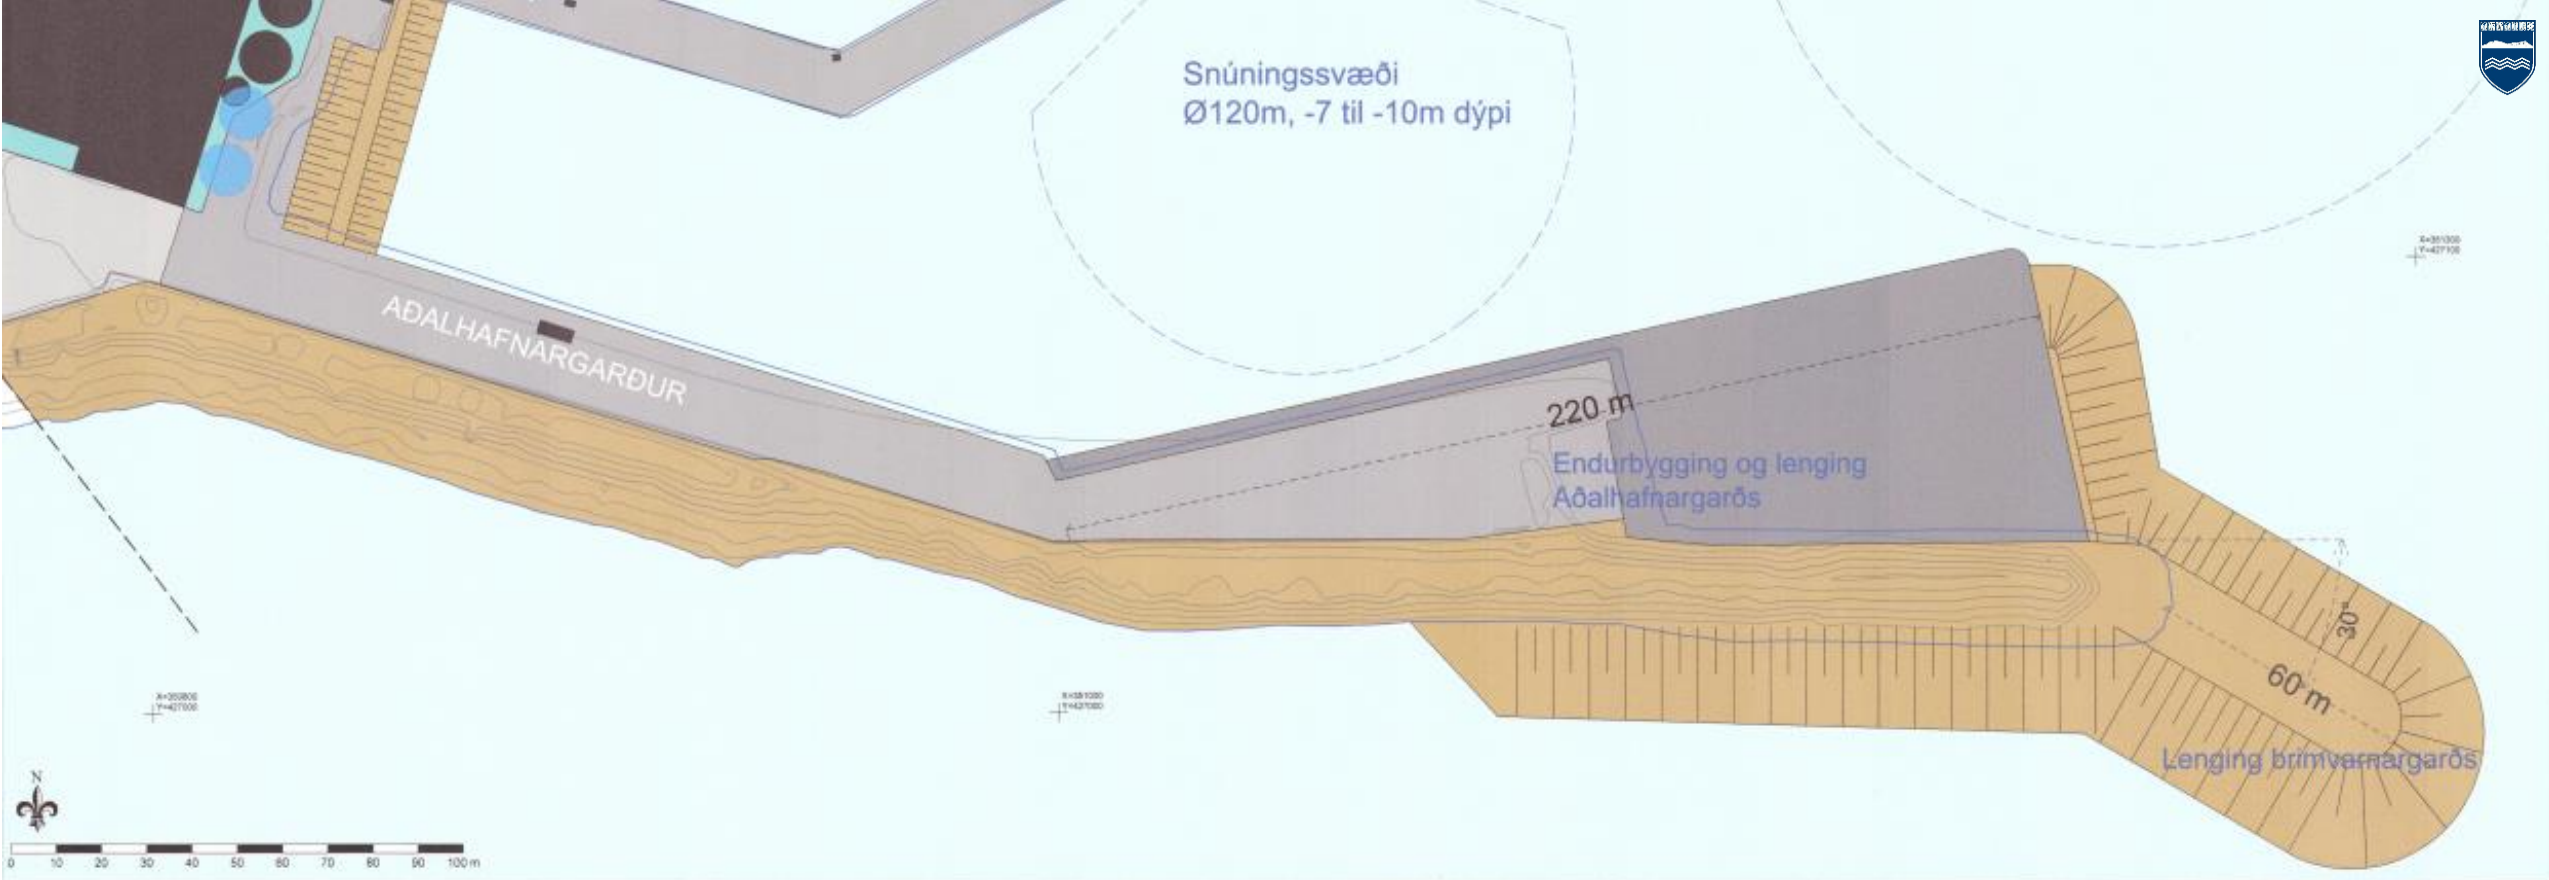 Snúningssvæði
Ø120m, -7 til -10m dýpi
AÐALHAFNARGARÐUR
220 m
Endurbygging og lenging
Aðalhafnargarðs
30°
60 m
Lenging brimvarnargarðs
N
0 10 20 30 40 50 60 70 80 90 100 m